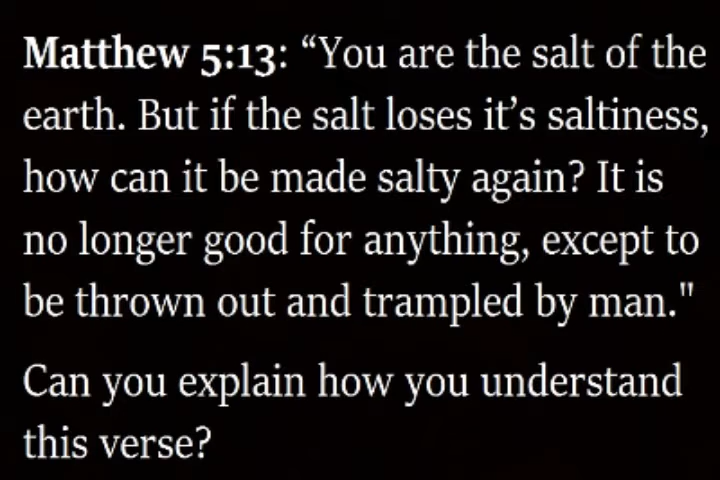 Matthew 5:13: “You are the salt of the
earth. But if the salt loses it’s saltiness,
how can it be made salty again? It is
no longer good for anything, except to
be thrown out and trampled by man."
Can you explain how you understand
this verse?